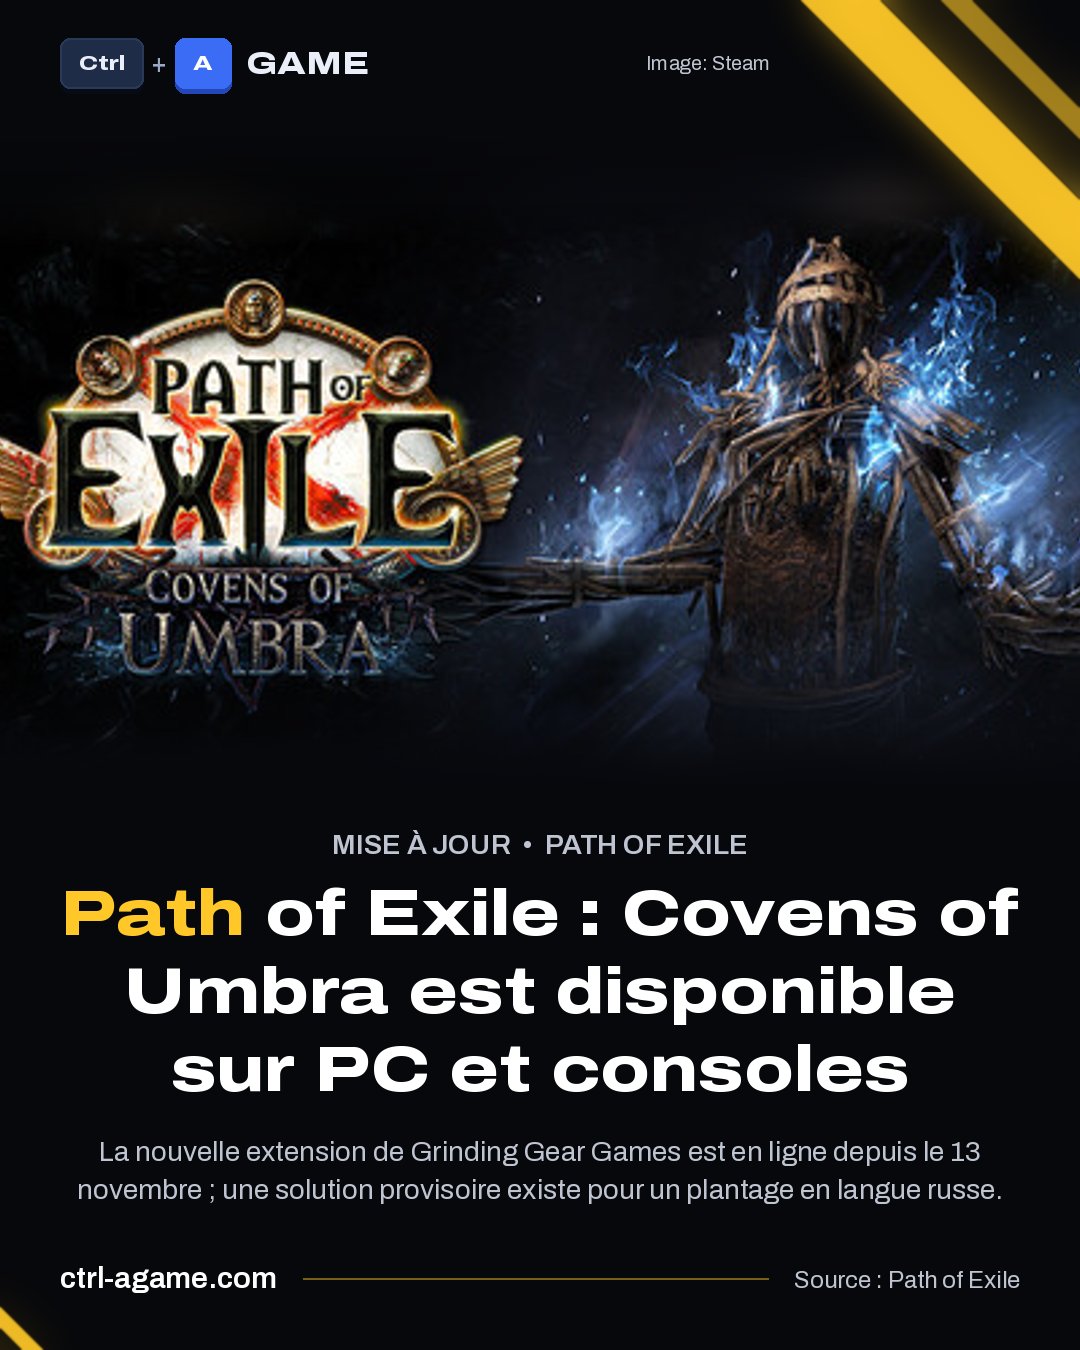 Ctrl + A GAME
Image: Steam
PATH OF
EXILE
COVENS OF
UMBRA
MISE À JOUR • PATH OF EXILE
Path of Exile : Covens of
Umbra est disponible
sur PC et consoles
La nouvelle extension de Grinding Gear Games est en ligne depuis le 13
novembre ; une solution provisoire existe pour un plantage en langue russe.
ctrl-agame.com
Source : Path of Exile